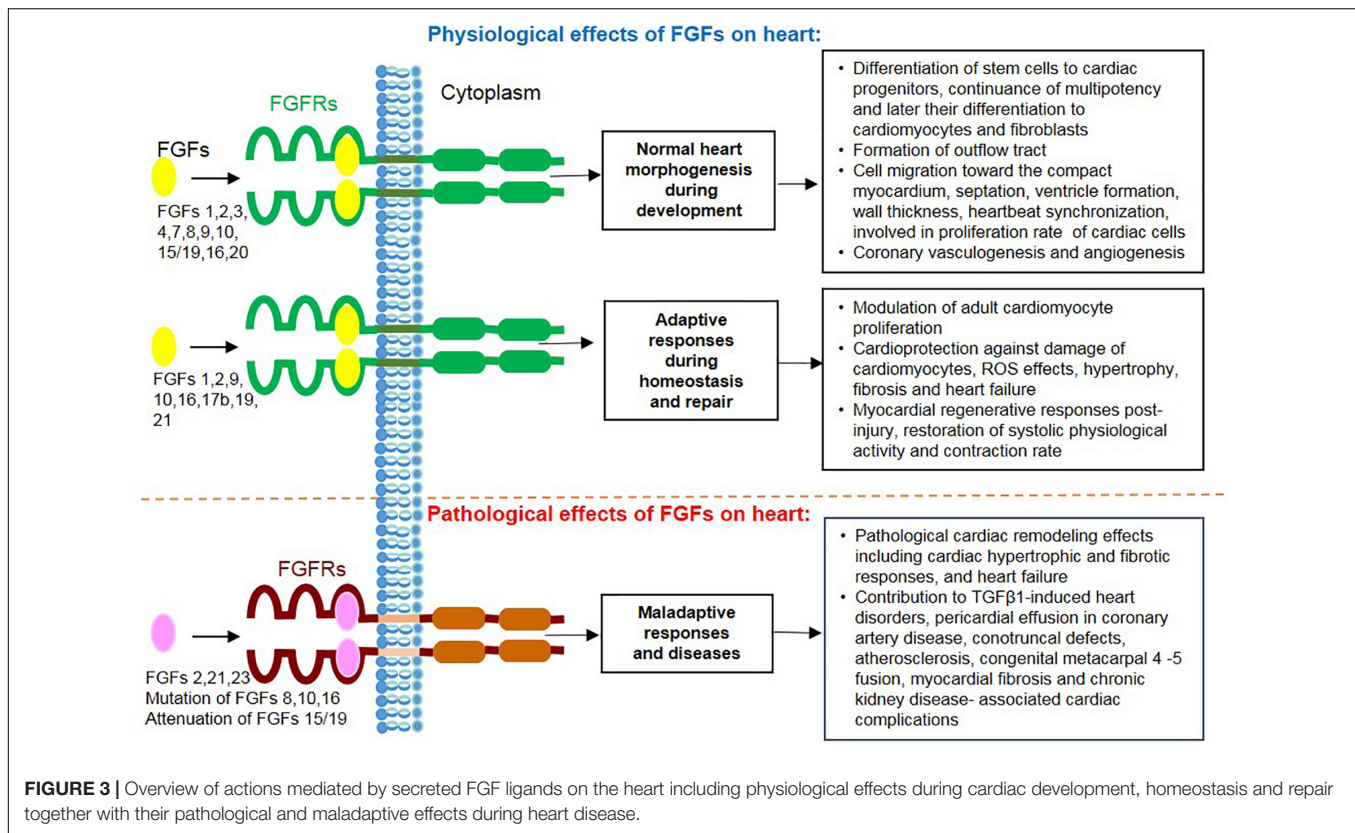 Physiological effects of FGFs on heart:
Cytoplasm
FGFRs
FGFs
FGFs 1,2,3,
4,7,8,9,10,
15/19,16,20
Normal heart
morphogenesis
during
development
• Differentiation of stem cells to cardiac
progenitors, continuance of multipotency
and later their differentiation to
cardiomyocytes and fibroblasts
• Formation of outflow tract
• Cell migration toward the compact
myocardium, septation, ventricle formation,
wall thickness, heartbeat synchronization,
involved in proliferation rate of cardiac cells
• Coronary vasculogenesis and angiogenesis
FGFs 1,2,9,
10,16,17b,19,
21
Adaptive
responses
during
homeostasis
and repair
• Modulation of adult cardiomyocyte
proliferation
• Cardioprotection against damage of
cardiomyocytes, ROS effects, hypertrophy,
fibrosis and heart failure
• Myocardial regenerative responses post-
injury, restoration of systolic physiological
activity and contraction rate
Pathological effects of FGFs on heart:
FGFRs
FGFs 2,21,23
Mutation of FGFs 8,10,16
Attenuation of FGFs 15/19
Maladaptive
responses
and diseases
• Pathological cardiac remodeling effects
including cardiac hypertrophic and fibrotic
responses, and heart failure
• Contribution to TGFβ1-induced heart
disorders, pericardial effusion in coronary
artery disease, conotruncal defects,
atherosclerosis, congenital metacarpal 4 -5
fusion, myocardial fibrosis and chronic
kidney disease- associated cardiac
complications
FIGURE 3 | Overview of actions mediated by secreted FGF ligands on the heart including physiological effects during cardiac development, homeostasis and repair
together with their pathological and maladaptive effects during heart disease.